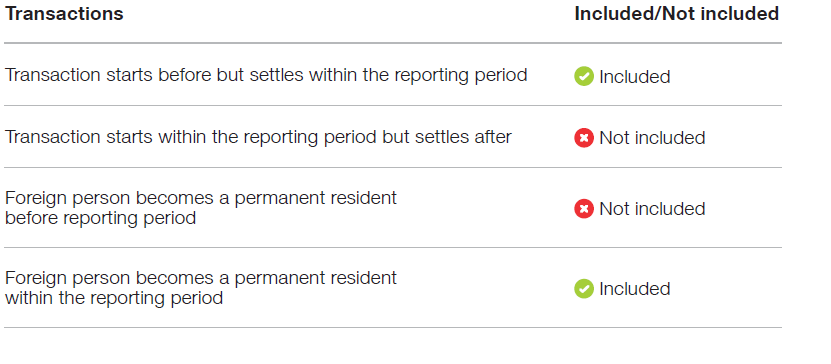 Transactions Included/Not included
Transaction starts before but settles within the reporting period Included
Transaction starts within the reporting period but settles after Not included
Foreign person becomes a permanent resident
before reporting period Not included
Foreign person becomes a permanent resident
within the reporting period Included